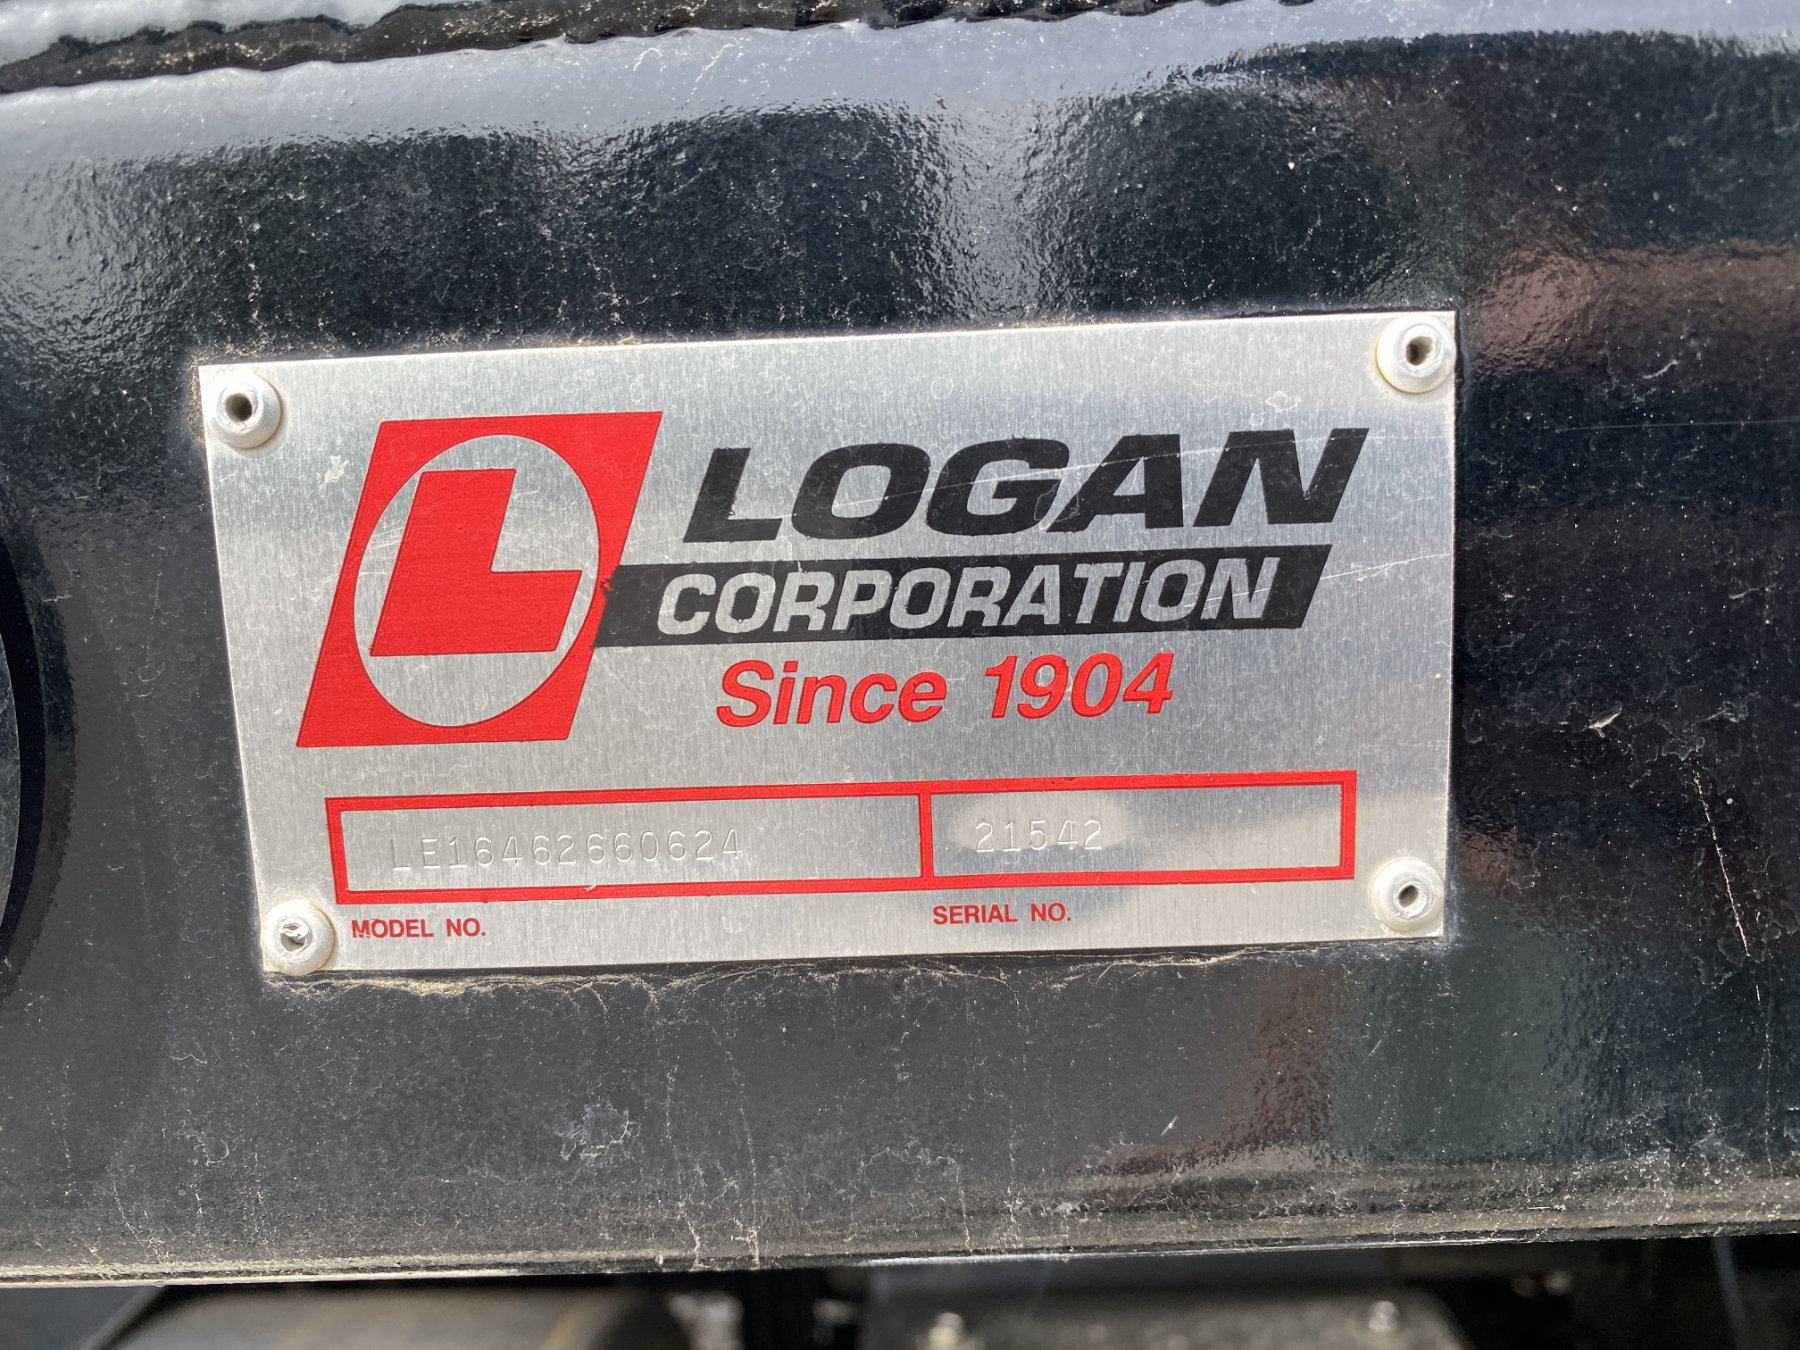 L
LOGAN
CORPORATION
Since 1904
LE16462660624 21542
MODEL NO. SERIAL NO.